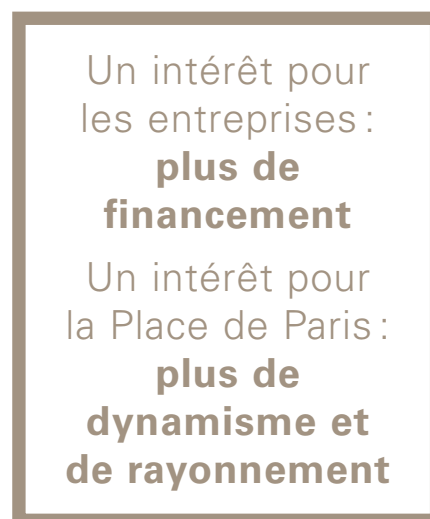 Un intérêt pour
les entreprises :
plus de
financement
Un intérêt pour
la Place de Paris :
plus de
dynamisme et
de rayonnement